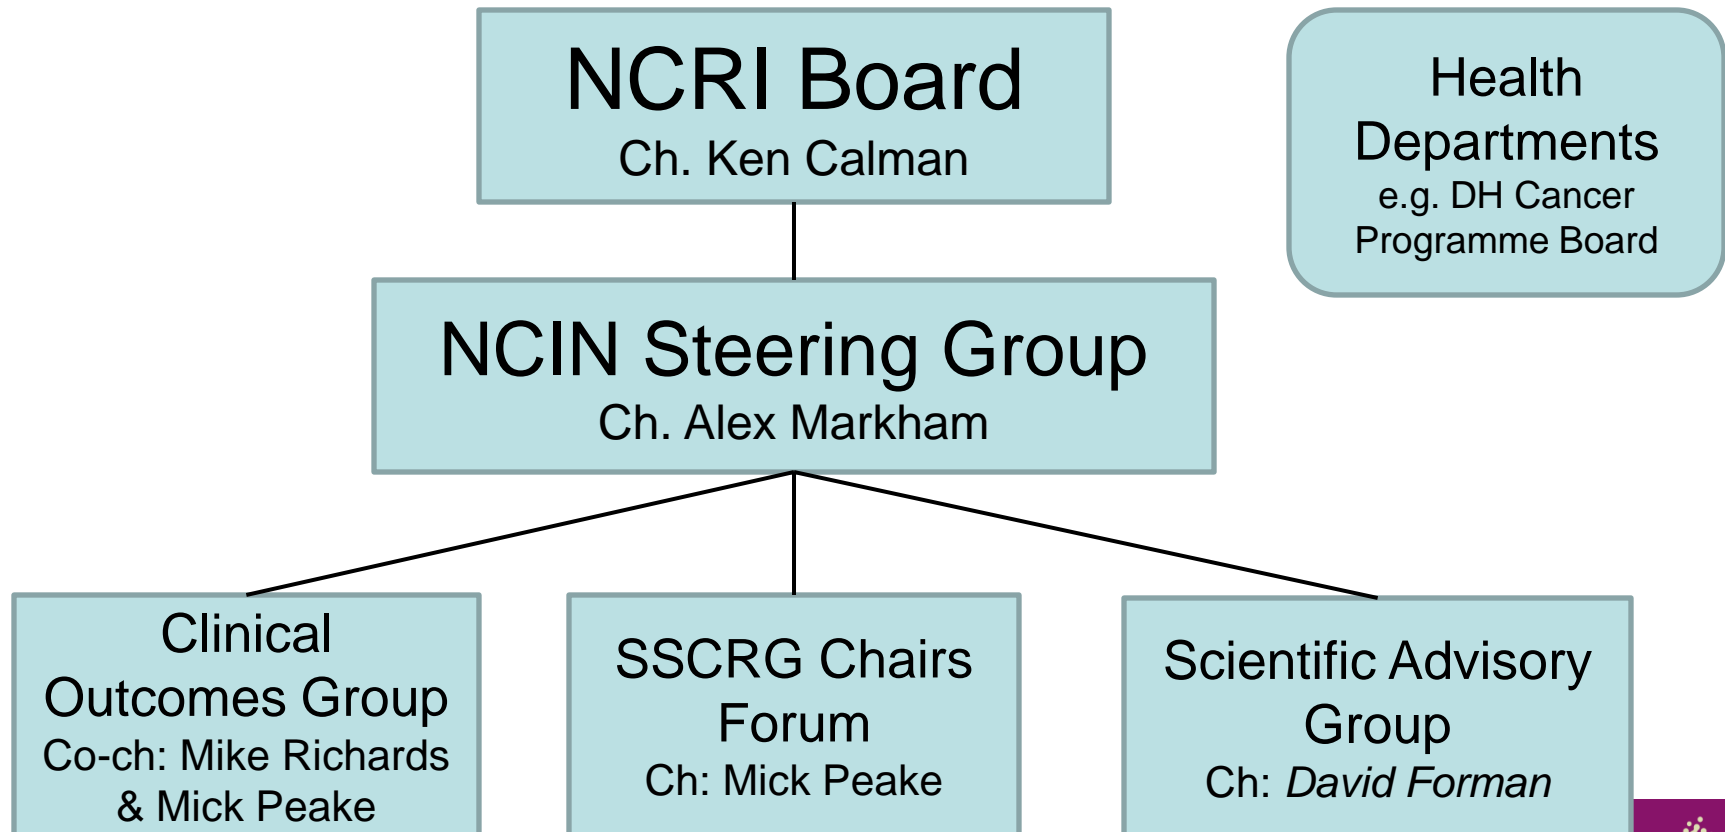 NCRI Board
Ch. Ken Calman
Health
Departments
e.g. DH Cancer
Programme Board
NCIN Steering Group
Ch. Alex Markham
Clinical
Outcomes Group
Co-ch: Mike Richards
& Mick Peake
SSCRG Chairs
Forum
Ch: Mick Peake
Scientific Advisory
Group
Ch: David Forman